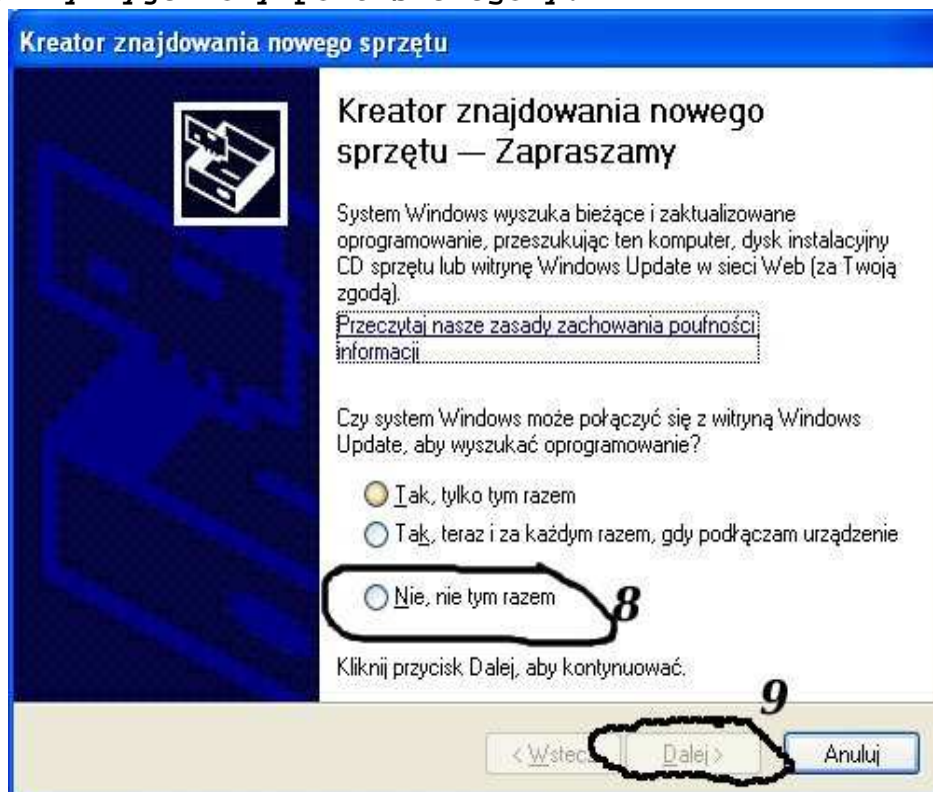 Kreator znajdowania nowego sprzętu
Kreator znajdowania nowego
sprzętu — Zapraszamy
System Windows wyszuka bieżące i zaktualizowane
oprogramowanie, przeszukując ten komputer, dysk instalacyjny
CD sprzętu lub witrynę Windows Update w sieci Web (za Twoją
zgodą).
Przeczytaj nasze zasady zachowania poufności
informacji
Czy system Windows może połączyć się z witryną Windows
Update, aby wyszukać oprogramowanie?
Tak, tylko tym razem
Tak, teraz i za każdym razem, gdy podłączam urządzenie
Nie, nie tym razem
8
Kliknij przycisk Dalej, aby kontynuować.
9
< Wstecz Dalej > Anuluj